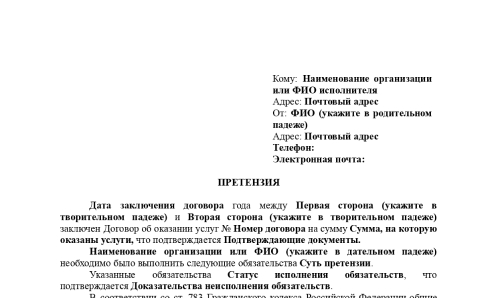 Кому: Наименование организации
или ФИО исполнителя
Адрес: Почтовый адрес
От: ФИО (укажите в родительном
падеже)
Адрес: Почтовый адрес
Телефон:
Электронная почта:
ПРЕТЕНЗИЯ
Дата заключения договора года между Первая сторона (укажите в
творительном падеже) и Вторая сторона (укажите в творительном падеже)
заключен Договор об оказании услуг № Номер договора на сумму Сумма, на которую
оказаны услуги, что подтверждается Подтверждающие документы.
Наименование организации или ФИО (укажите в дательном падеже)
необходимо было выполнить следующие обязательства Суть претензии.
Указанные обязательства Статус исполнения обязательств, что
подтверждается Доказательства неисполнения обязательств.
В соответствии со ст. 783 Гражданского кодекса Российской Федерации общие